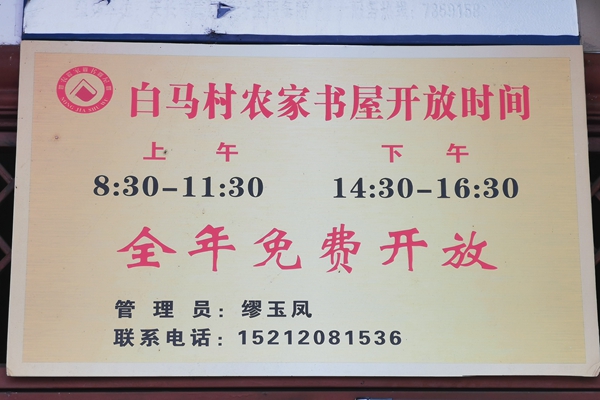 7369158
白马村农家书屋开放时间
上午 下午
8:30-11:30 14:30-16:30
全年免费开放
管理员：缪玉凤
联系电话：15212081536